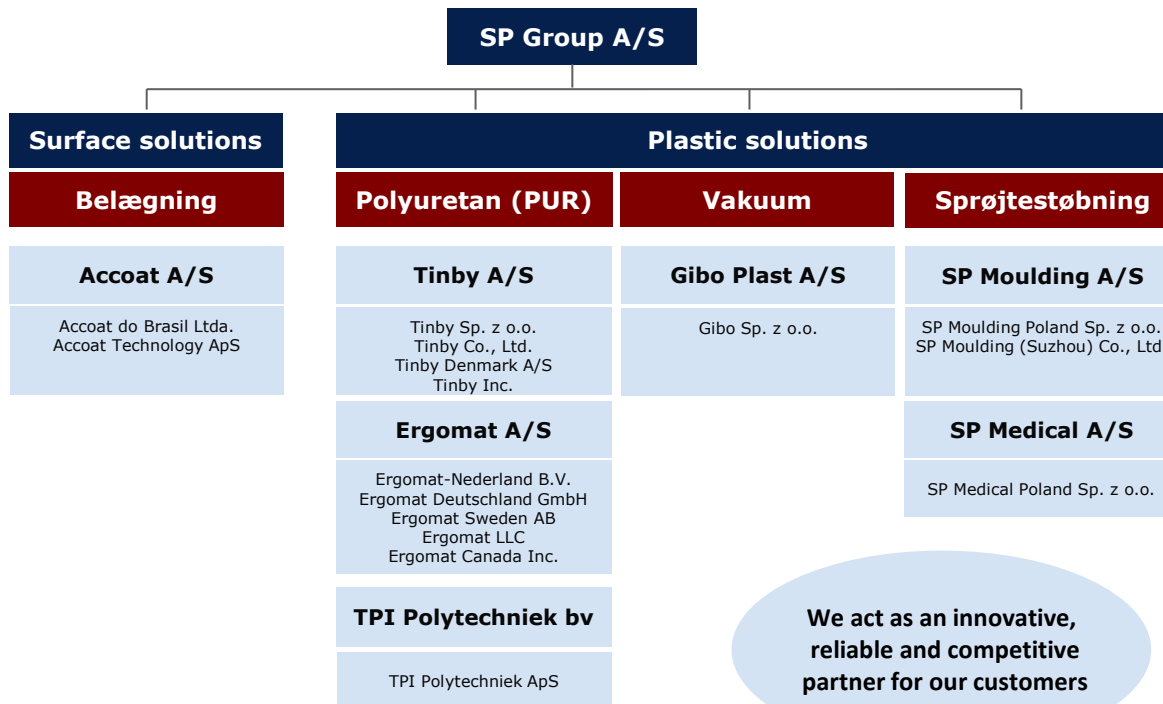 SP Group A/S
Surface solutions
Plastic solutions
Belægning
Polyuretan (PUR)
Vakuum
Sprøjtestøbning
Accoat A/S
Accoat do Brasil Ltda.
Accoat Technology ApS
Tinby A/S
Tinby Sp. z o.o.
Tinby Co., Ltd.
Tinby Denmark A/S
Tinby Inc.
Ergomat A/S
Ergomat-Nederland B.V.
Ergomat Deutschland GmbH
Ergomat Sweden AB
Ergomat LLC
Ergomat Canada Inc.
TPI Polytechniek bv
TPI Polytechniek ApS
Gibo Plast A/S
Gibo Sp. z o.o.
SP Moulding A/S
SP Moulding Poland Sp. z o.o.
SP Moulding (Suzhou) Co., Ltd
SP Medical A/S
SP Medical Poland Sp. z o.o.
We act as an innovative,
reliable and competitive
partner for our customers